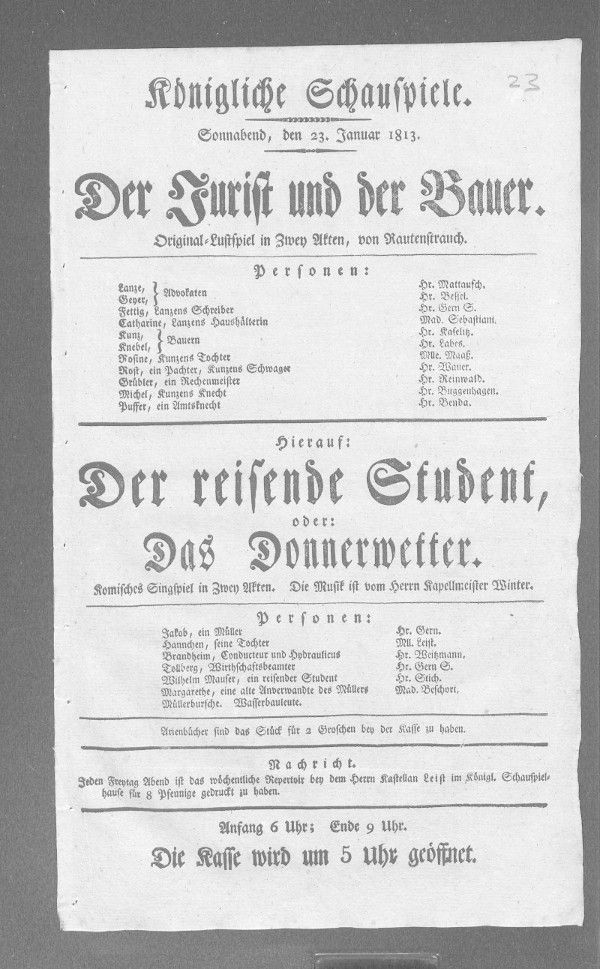 23
Königliche Schauspiele.
Sonnabend, den 23. Januar 1813.
Der Jurist und der Bauer.
Original-Lustspiel in Zwey Akten, von Rautenstrauch.
Personen:
Lanze, } Advokaten Hr. Mattausch.
Geyer, } Hr. Bessel.
Fettig, Lanzens Schreiber Hr. Gern S.
Catharine, Lanzens Haushälterin Mad. Sebastiani.
Kunz, } Bauern Hr. Kaselitz.
Knebel, } Hr. Labes.
Rosine, Kunzens Tochter Mlle. Maaß.
Rost, ein Pachter, Kunzens Schwager Hr. Wauer.
Grübler, ein Rechenmeister Hr. Reinwald.
Michel, Kunzens Knecht Hr. Buggenhagen.
Puffer, ein Amtsknecht Hr. Benda.
Hierauf:
Der reisende Student,
oder:
Das Donnerwetter.
Komisches Singspiel in Zwey Akten. Die Musik ist vom Herrn Kapellmeister Winter.
Personen:
Jakob, ein Müller Hr. Gern.
Hannchen, seine Tochter Mll. Leist.
Brandheim, Conducteur und Hydraulicus Hr. Weitzmann.
Tollberg, Wirthschaftsbeamter Hr. Gern S.
Wilhelm Mauser, ein reisender Student Hr. Stich.
Margarethe, eine alte Anverwandte des Müllers Mad. Beschort.
Müllerbursche. Wasserbauleute.
Arienbücher sind das Stück für 2 Groschen bey der Kasse zu haben.
Nachricht.
Jeden Freytag Abend ist das wöchentliche Repertoir bey dem Herrn Kastellan Leist im Königl. Schauspiel-
hause für 8 Pfennige gedruckt zu haben.
Anfang 6 Uhr; Ende 9 Uhr.
Die Kasse wird um 5 Uhr geöffnet.